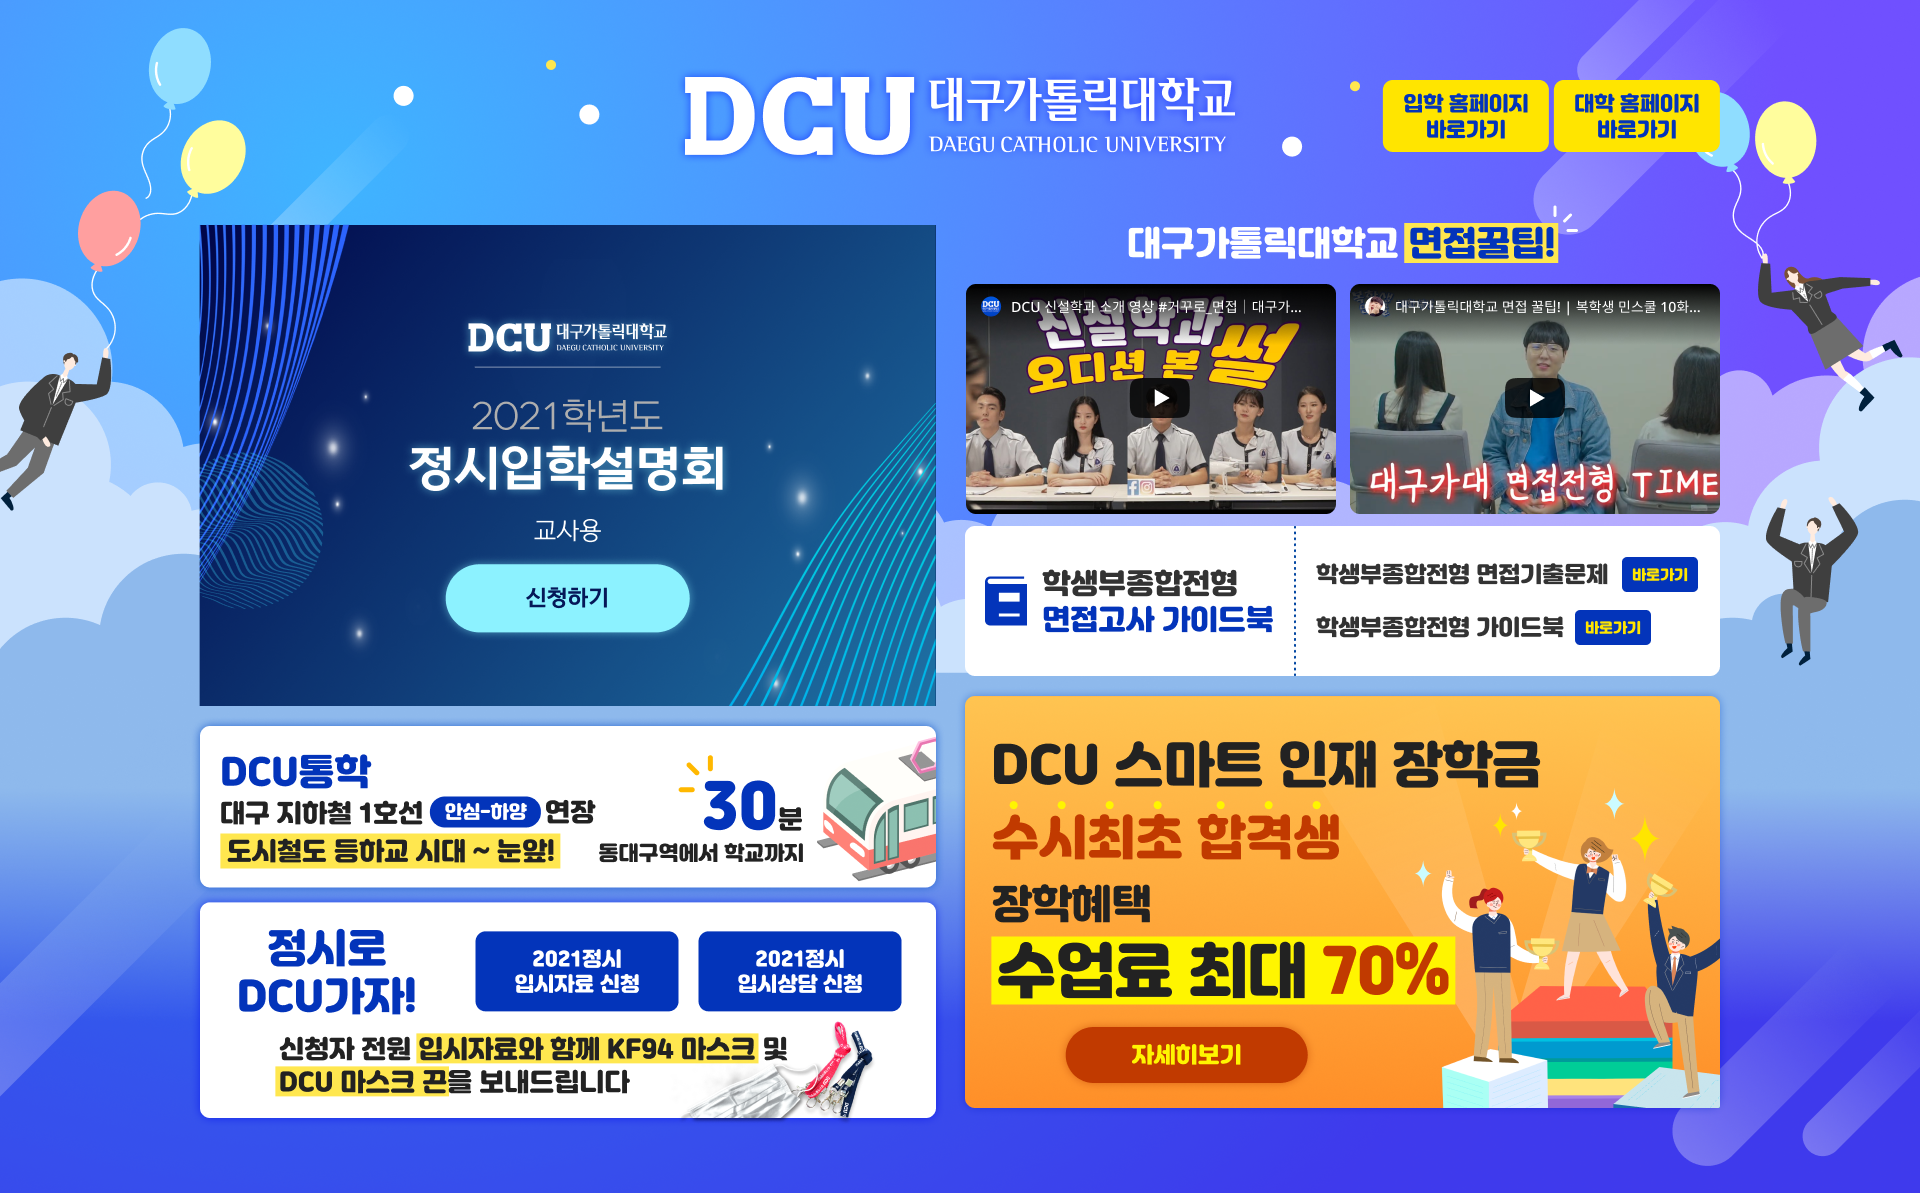 DCU 대구가톨릭대학교
DAEGU CATHOLIC UNIVERSITY
입학 홈페이지
바로가기
대학 홈페이지
바로가기
DCU 대구가톨릭대학교
DAEGU CATHOLIC UNIVERSITY
2021학년도
정시입학설명회
교사용
신청하기
대구가톨릭대학교 면접꿀팁!
DCU 신설학과 소개 영상 #거꾸로_면접 | 대구가...
신설학과
오디션 본 썰
대구가톨릭대학교 면접 꿀팁! | 복학생 민스쿨 10화...
대구가대 면접전형 TIME
학생부종합전형
면접고사 가이드북
학생부종합전형 면접기출문제 바로가기
학생부종합전형 가이드북 바로가기
DCU통학
대구 지하철 1호선 안심-하양 연장
도시철도 등하교 시대 ~ 눈앞!
30분
동대구역에서 학교까지
정시로
DCU가자!
2021정시
입시자료 신청
2021정시
입시상담 신청
신청자 전원 입시자료와 함께 KF94 마스크 및
DCU 마스크 끈을 보내드립니다
DCU 스마트 인재 장학금
수시최초 합격생
장학혜택
수업료 최대 70%
자세히보기